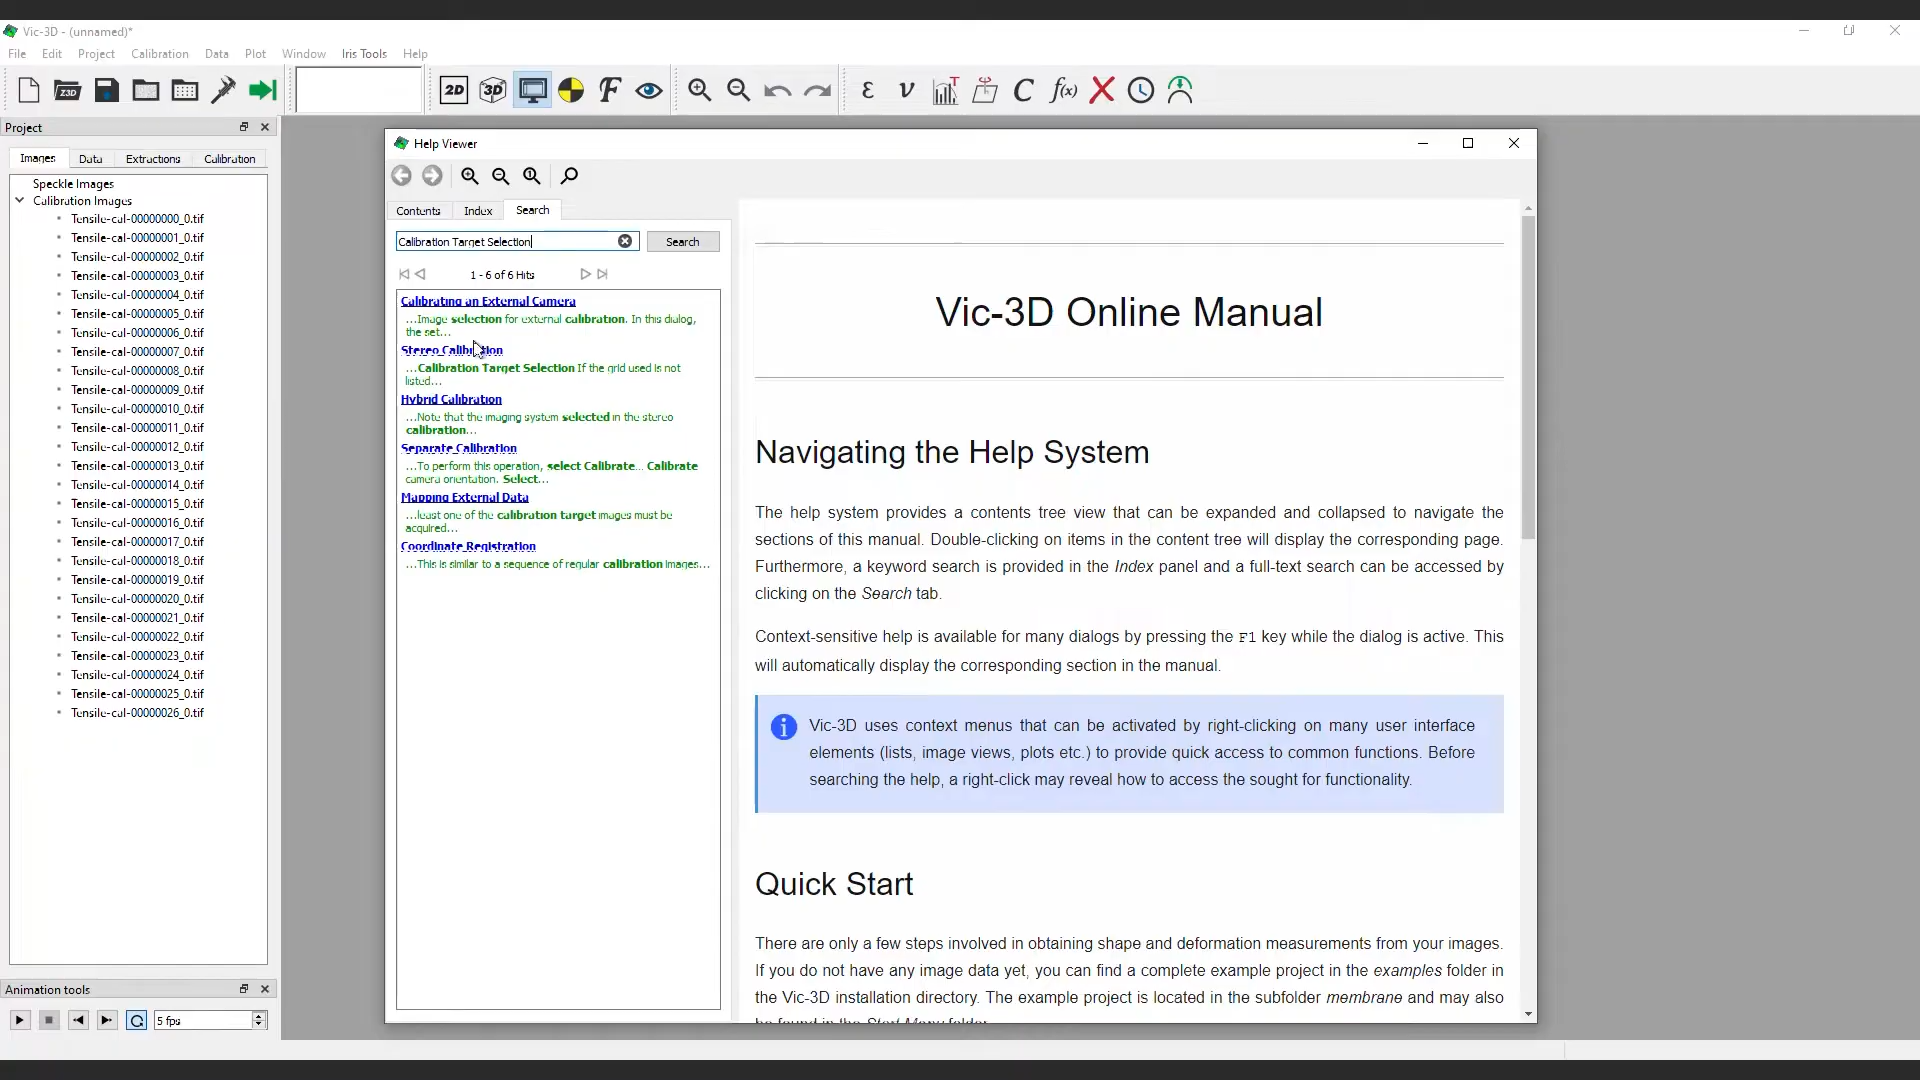 Vic-3D - (unnamed)*
File Edit Project Calibration Data Plot Window Iris Tools Help
Z3D 2D 3D F ε ν T C f(x)
Project
Images Data Extractions Calibration
Speckle Images
Calibration Images
Tensile-cal-00000000_0.tif
Tensile-cal-00000001_0.tif
Tensile-cal-00000002_0.tif
Tensile-cal-00000003_0.tif
Tensile-cal-00000004_0.tif
Tensile-cal-00000005_0.tif
Tensile-cal-00000006_0.tif
Tensile-cal-00000007_0.tif
Tensile-cal-00000008_0.tif
Tensile-cal-00000009_0.tif
Tensile-cal-00000010_0.tif
Tensile-cal-00000011_0.tif
Tensile-cal-00000012_0.tif
Tensile-cal-00000013_0.tif
Tensile-cal-00000014_0.tif
Tensile-cal-00000015_0.tif
Tensile-cal-00000016_0.tif
Tensile-cal-00000017_0.tif
Tensile-cal-00000018_0.tif
Tensile-cal-00000019_0.tif
Tensile-cal-00000020_0.tif
Tensile-cal-00000021_0.tif
Tensile-cal-00000022_0.tif
Tensile-cal-00000023_0.tif
Tensile-cal-00000024_0.tif
Tensile-cal-00000025_0.tif
Tensile-cal-00000026_0.tif
Animation tools
5 fps
Help Viewer
Contents Index Search
Calibration Target Selection Search
1 - 6 of 6 Hits
Calibrating an External Camera
...Image selection for external calibration. In this dialog,
the set...
Stereo Calibration
...Calibration Target Selection If the grid used is not
listed...
Hybrid Calibration
...Note that the imaging system selected in the stereo
calibration...
Separate Calibration
...To perform this operation, select Calibrate... Calibrate
camera orientation. Select...
Mapping External Data
...least one of the calibration target images must be
acquired...
Coordinate Registration
...This is similar to a sequence of regular calibration images...
Vic-3D Online Manual
Navigating the Help System
The help system provides a contents tree view that can be expanded and collapsed to navigate the
sections of this manual. Double-clicking on items in the content tree will display the corresponding page.
Furthermore, a keyword search is provided in the Index panel and a full-text search can be accessed by
clicking on the Search tab.
Context-sensitive help is available for many dialogs by pressing the F1 key while the dialog is active. This
will automatically display the corresponding section in the manual.
Vic-3D uses context menus that can be activated by right-clicking on many user interface
elements (lists, image views, plots etc.) to provide quick access to common functions. Before
searching the help, a right-click may reveal how to access the sought for functionality.
Quick Start
There are only a few steps involved in obtaining shape and deformation measurements from your images.
If you do not have any image data yet, you can find a complete example project in the examples folder in
the Vic-3D installation directory. The example project is located in the subfolder membrane and may also
be found in the Start Menu folder.